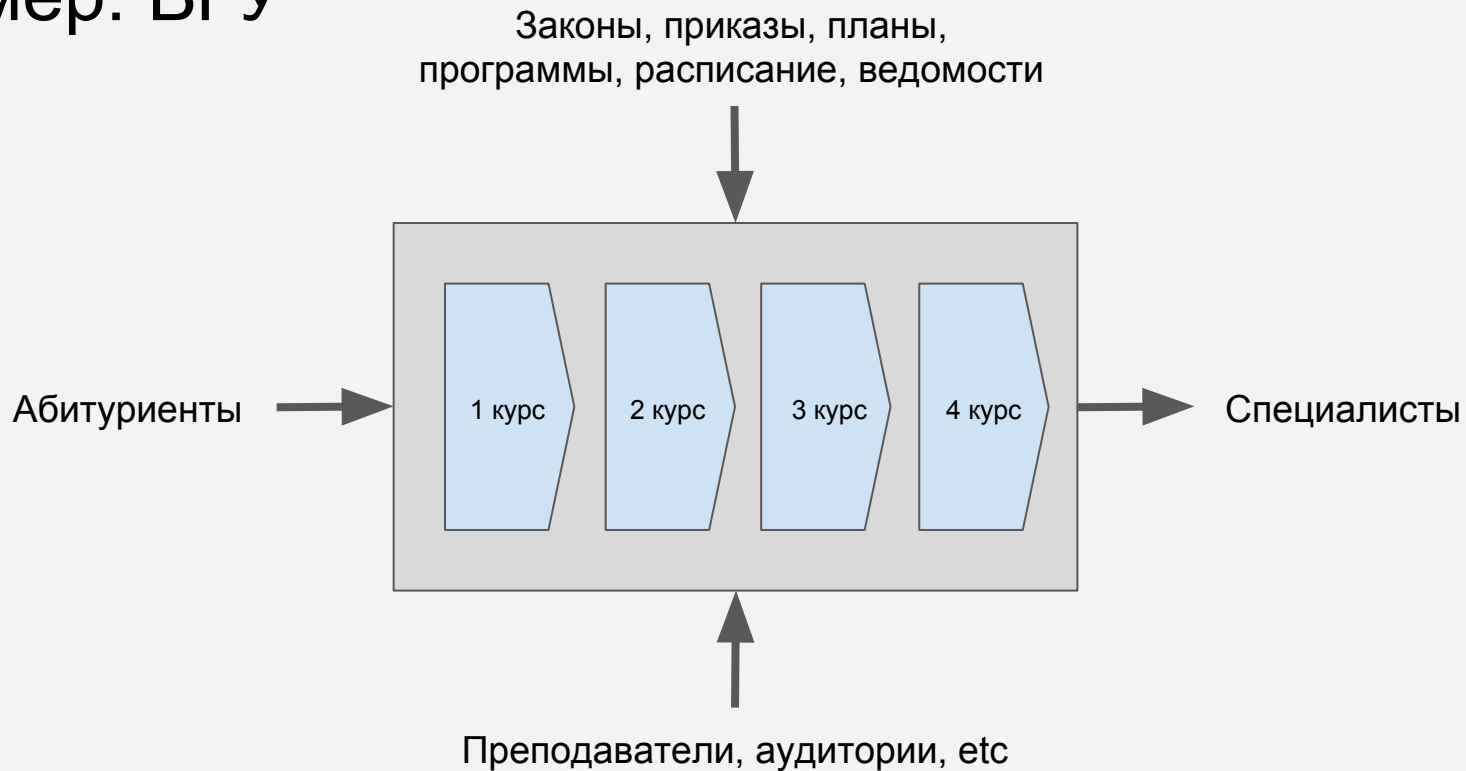 мер:
Законы, приказы, планы,
программы, расписание, ведомости
Абитуриенты
1 курс
2 курс
3 курс
4 курс
Специалисты
Преподаватели, аудитории, etc